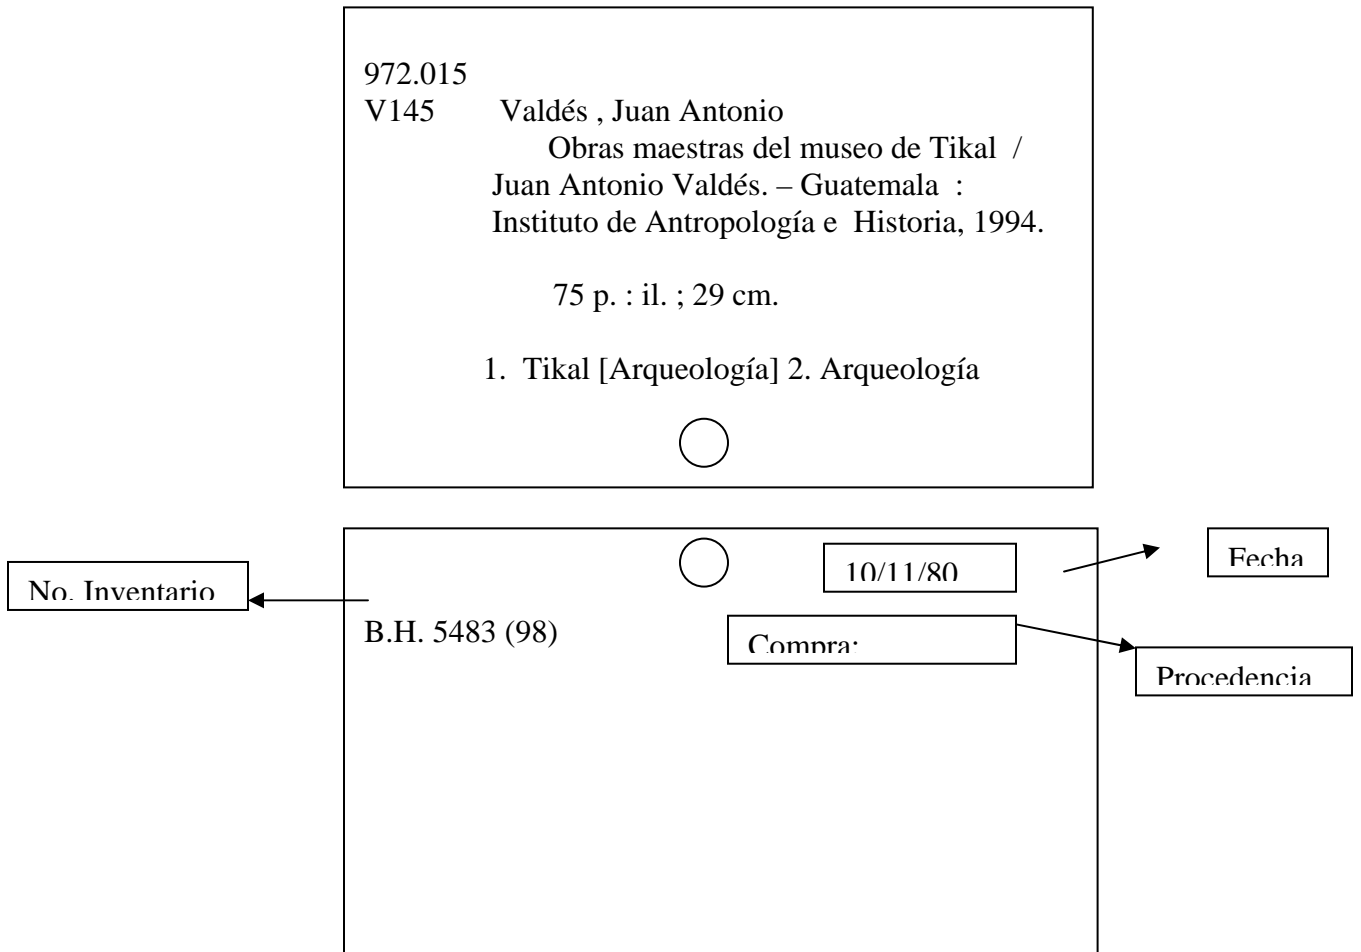 972.015
V145 Valdés , Juan Antonio
Obras maestras del museo de Tikal /
Juan Antonio Valdés. – Guatemala :
Instituto de Antropología e Historia, 1994.
75 p. : il. ; 29 cm.
1. Tikal [Arqueología] 2. Arqueología
10/11/80
Fecha
No. Inventario
B.H. 5483 (98)
Compra:
Procedencia